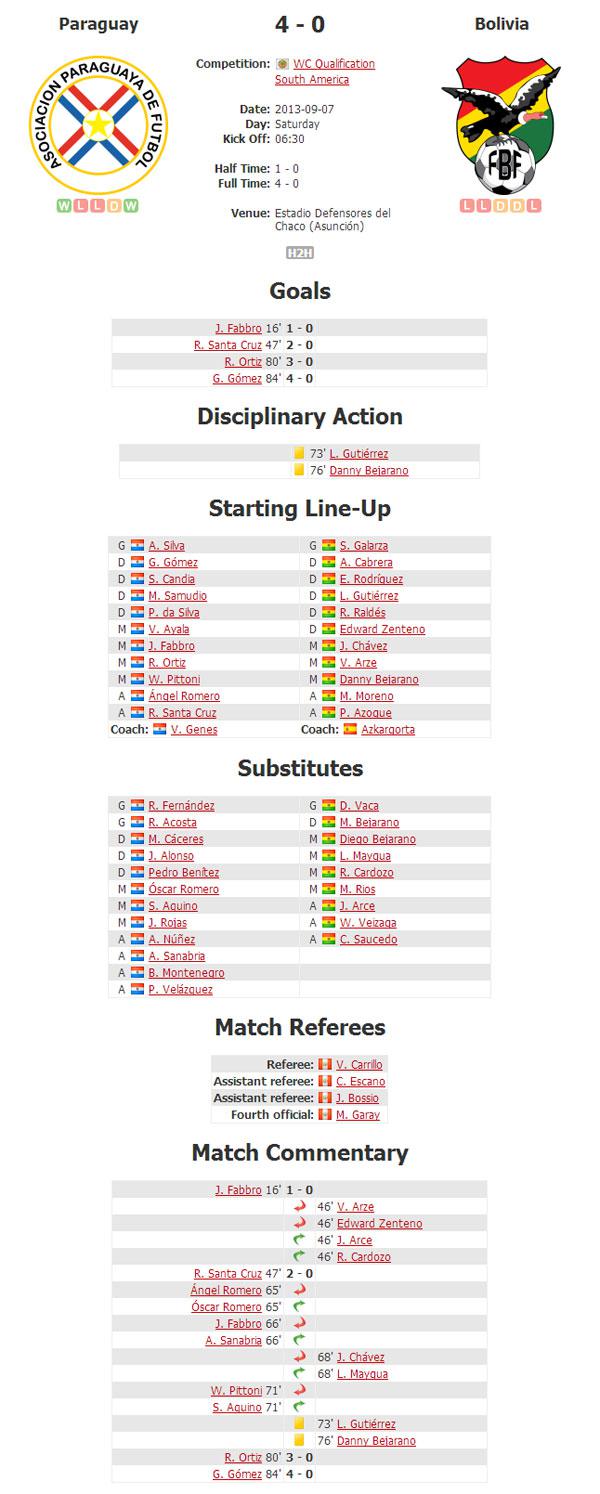 Paraguay
4 - 0
Bolivia
ASOCIACION PARAGUAYA DE FUTBOL
FBF
Competition: WC Qualification
South America
Date: 2013-09-07
Day: Saturday
Kick Off: 06:30
Half Time: 1 - 0
Full Time: 4 - 0
Venue: Estadio Defensores del
Chaco (Asunción)
W L L D W
L L D D L
H2H
Goals
J. Fabbro 16' 1 - 0
R. Santa Cruz 47' 2 - 0
R. Ortiz 80' 3 - 0
G. Gómez 84' 4 - 0
Disciplinary Action
73' L. Gutiérrez
76' Danny Bejarano
Starting Line-Up
G A. Silva G S. Galarza
D G. Gómez D A. Cabrera
D S. Candia D E. Rodríguez
D M. Samudio D L. Gutiérrez
D P. da Silva D R. Raldés
M V. Ayala D Edward Zenteno
M J. Fabbro M J. Chávez
M R. Ortiz M V. Arze
M W. Pittoni M Danny Bejarano
A Ángel Romero A M. Moreno
A R. Santa Cruz A P. Azogue
Coach: V. Genes Coach: Azkargorta
Substitutes
G R. Fernández G D. Vaca
G R. Acosta D M. Bejarano
D M. Cáceres M Diego Bejarano
D J. Alonso M L. Maygua
D Pedro Benítez M R. Cardozo
M Óscar Romero M M. Rios
M S. Aquino A J. Arce
M J. Rojas A W. Veizaga
A A. Núñez A C. Saucedo
A A. Sanabria
A B. Montenegro
A P. Velázquez
Match Referees
Referee: V. Carrillo
Assistant referee: C. Escano
Assistant referee: J. Bossio
Fourth official: M. Garay
Match Commentary
J. Fabbro 16' 1 - 0
46' V. Arze
46' Edward Zenteno
46' J. Arce
46' R. Cardozo
R. Santa Cruz 47' 2 - 0
Ángel Romero 65'
Óscar Romero 65'
J. Fabbro 66'
A. Sanabria 66'
68' J. Chávez
68' L. Maygua
W. Pittoni 71'
S. Aquino 71'
73' L. Gutiérrez
76' Danny Bejarano
R. Ortiz 80' 3 - 0
G. Gómez 84' 4 - 0